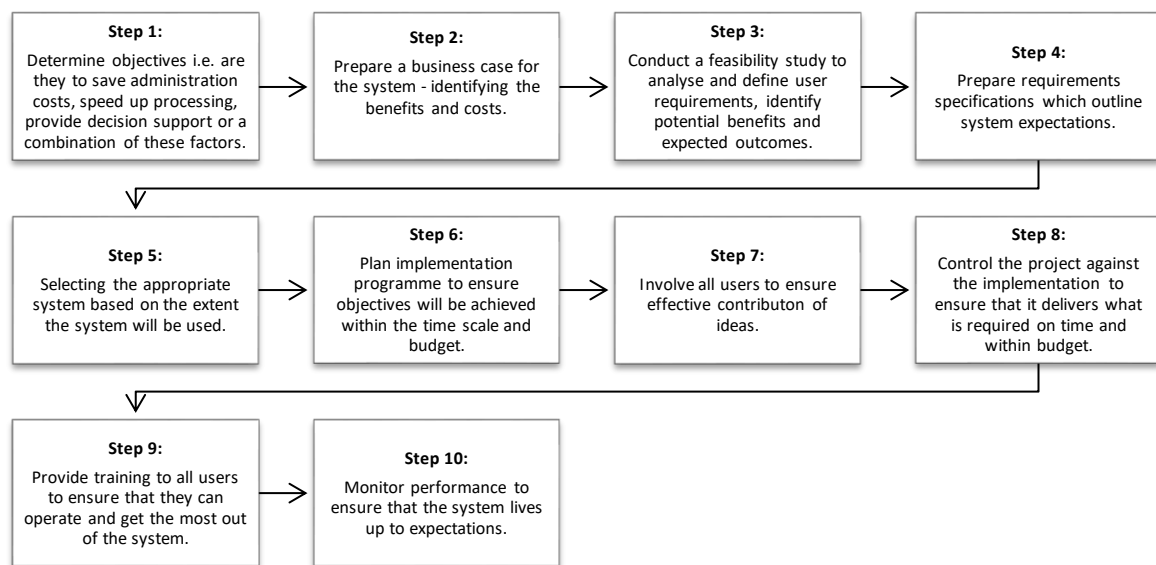 Step 1:
Determine objectives i.e. are
they to save administration
costs, speed up processing,
provide decision support or a
combination of these factors.
Step 2:
Prepare a business case for
the system - identifying the
benefits and costs.
Step 3:
Conduct a feasibility study to
analyse and define user
requirements, identify
potential benefits and
expected outcomes.
Step 4:
Prepare requirements
specifications which outline
system expectations.
Step 5:
Selecting the appropriate
system based on the extent
the system will be used.
Step 6:
Plan implementation
programme to ensure
objectives will be achieved
within the time scale and
budget.
Step 7:
Involve all users to ensure
effective contributon of
ideas.
Step 8:
Control the project against
the implementation to
ensure that it delivers what
is required on time and
within budget.
Step 9:
Provide training to all users
to ensure that they can
operate and get the most out
of the system.
Step 10:
Monitor performance to
ensure that the system lives
up to expectations.